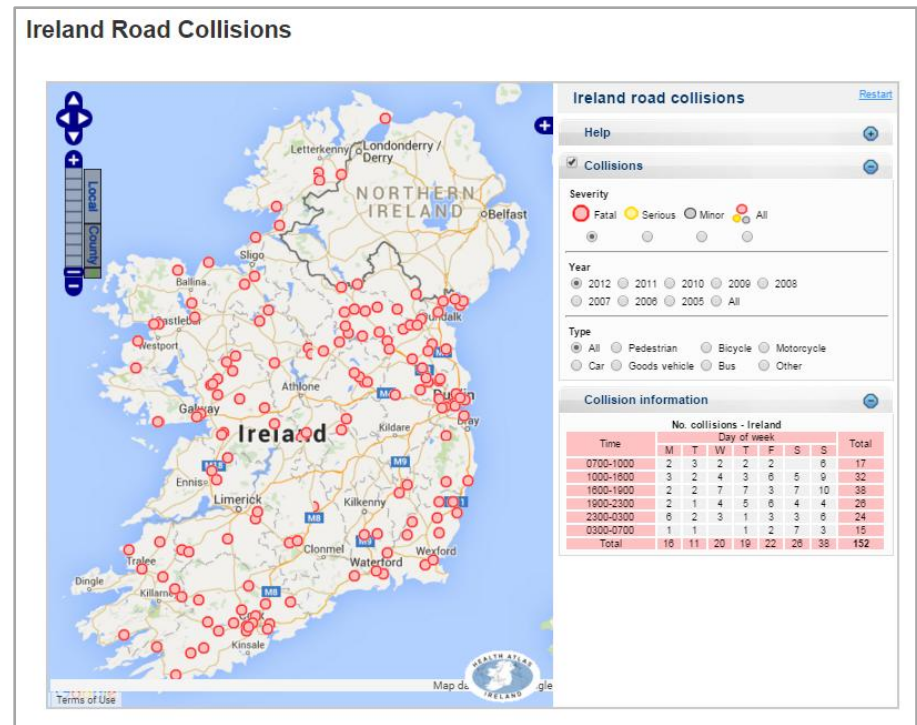 Ireland Road Collisions
Ireland road collisions
Restart
Help
Collisions
Severity
Fatal Serious Minor All
Year
2012 2011 2010 2009 2008
2007 2006 2005 All
Type
All Pedestrian Bicycle Motorcycle
Car Goods vehicle Bus Other
Collision information
No. collisions - Ireland
Time Day of week Total
M T W T F S S
0700-1000 2 3 2 2 2 6 17
1000-1600 3 2 4 3 6 5 9 32
1600-1900 2 2 7 7 3 7 10 38
1900-2300 2 1 4 5 6 4 4 26
2300-0300 6 2 3 1 3 3 6 24
0300-0700 1 1 1 2 7 3 15
Total 16 11 20 19 22 26 38 152
Local
County
Letterkenny
Londonderry /
Derry
NORTHERN
IRELAND
Belfast
Sligo
Ballina
Westport
Athlone
Galway
Ireland
Kildare
Bray
M9
Ennis
Limerick
Kilkenny
M8
Clonmel
Wexford
Waterford
Tralee
Dingle
M8
Kinsale
Map
HEALTH ATLAS
IRELAND
Terms of Use